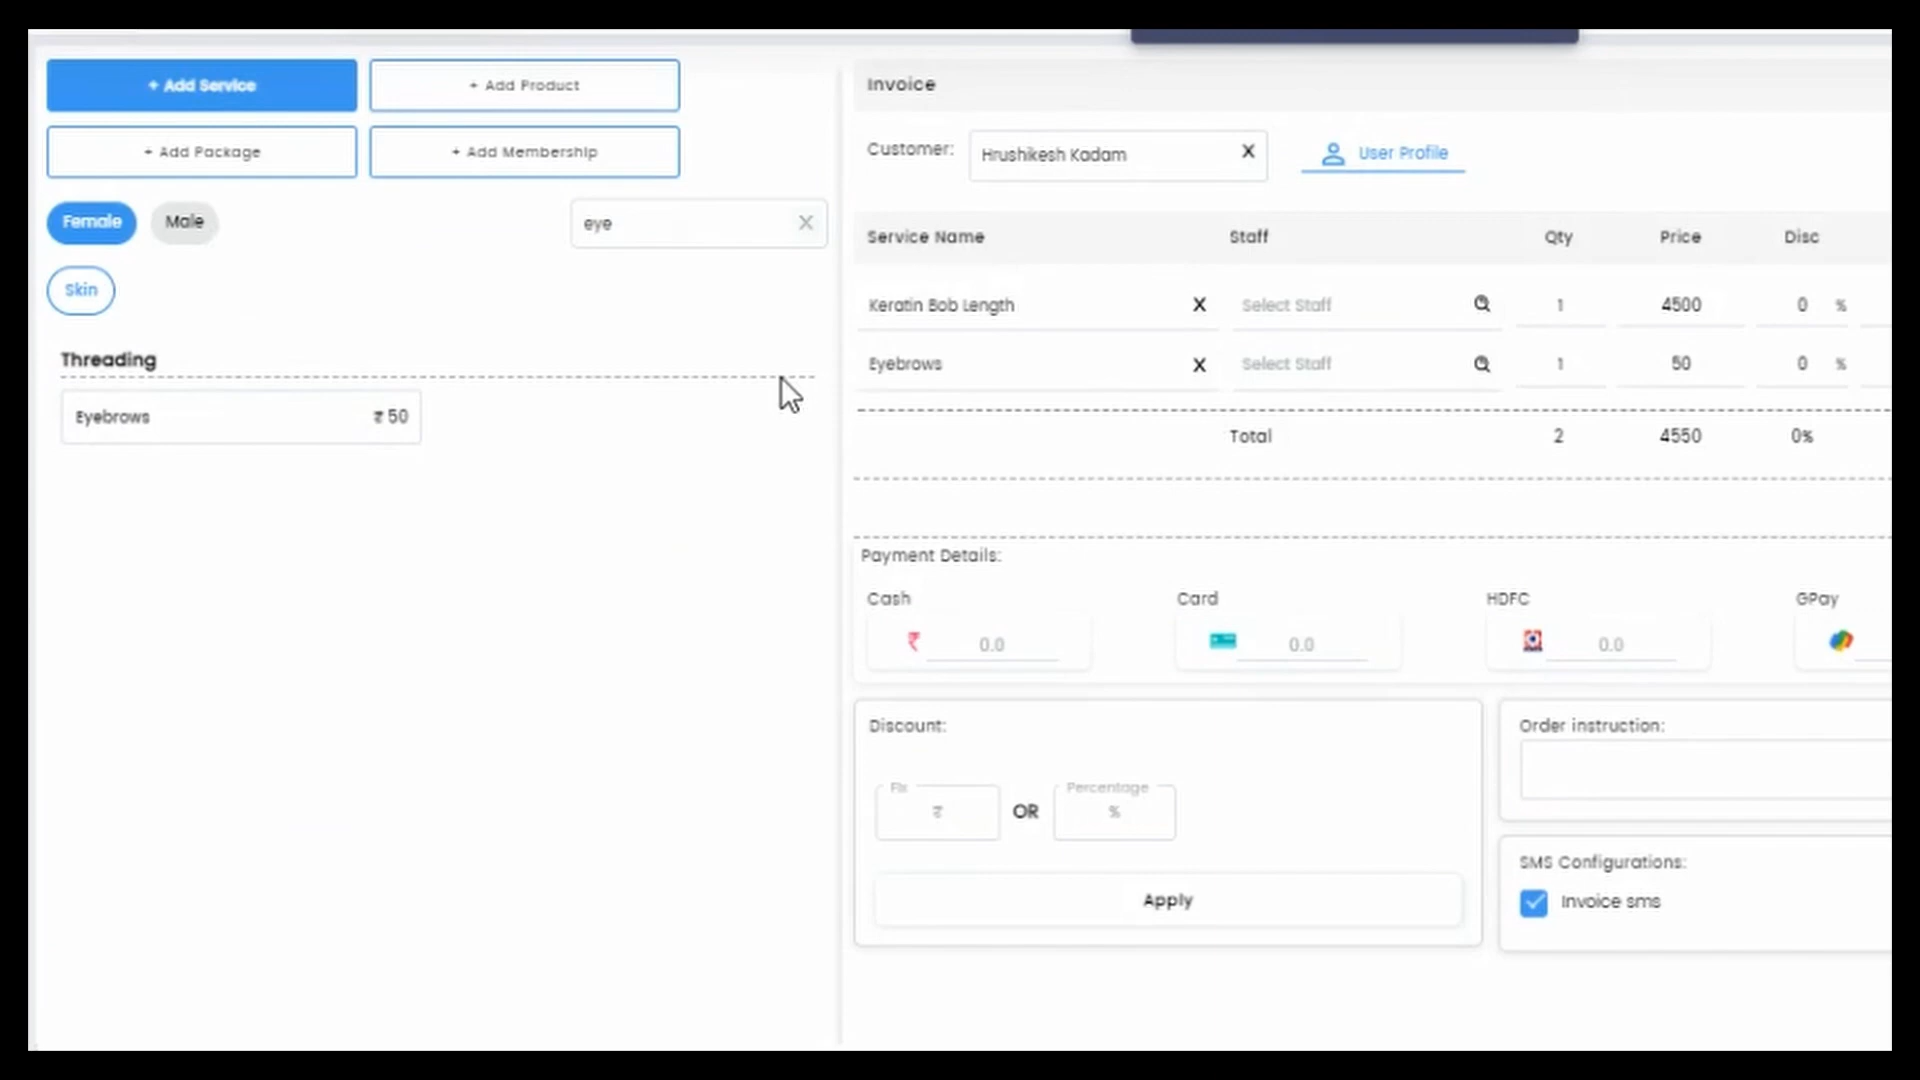 + Add Service
+ Add Product
+ Add Package
+ Add Membership
Female
Male
eye
Skin
Threading
Eyebrows ₹ 50
Invoice
Customer: Hrushikesh Kadam X
User Profile
Service Name Staff Qty Price Disc
Keratin Bob Length X Select Staff 1 4500 0 %
Eyebrows X Select Staff 1 50 0 %
Total 2 4550 0%
Payment Details:
Cash Card HDFC GPay
₹ 0.0 0.0 0.0
Discount:
Fix Percentage
₹ OR %
Apply
Order instruction:
SMS Configurations:
Invoice sms